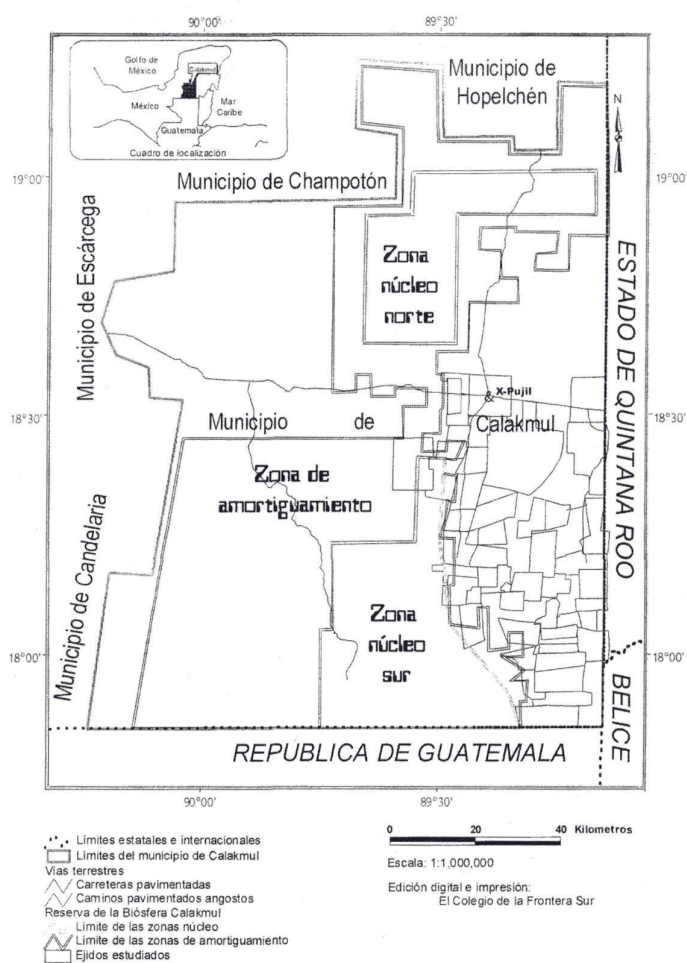 90°00'
89°30'
Golfo de
México
Calakmul
México
Mar
Caribe
Guatemala
Cuadro de localización
Municipio de
Hopelchén
N
19°00'
19°00'
Municipio de Champotón
Municipio de Escárcega
Zona
núcleo
norte
ESTADO DE QUINTANA ROO
X-Pujil
18°30'
18°30'
Municipio de
Calakmul
Zona de
amortiguamiento
Municipio de Candelaria
Zona
núcleo
sur
18°00'
18°00'
BELICE
REPÚBLICA DE GUATEMALA
90°00'
89°30'
Límites estatales e internacionales
Límites del municipio de Calakmul
Vías terrestres
Carreteras pavimentadas
Caminos pavimentados angostos
Reserva de la Biósfera Calakmul
Límite de las zonas núcleo
Límite de las zonas de amortiguamiento
Ejidos estudiados
0 20 40 Kilometros
Escala: 1:1,000,000
Edición digital e impresión:
El Colegio de la Frontera Sur